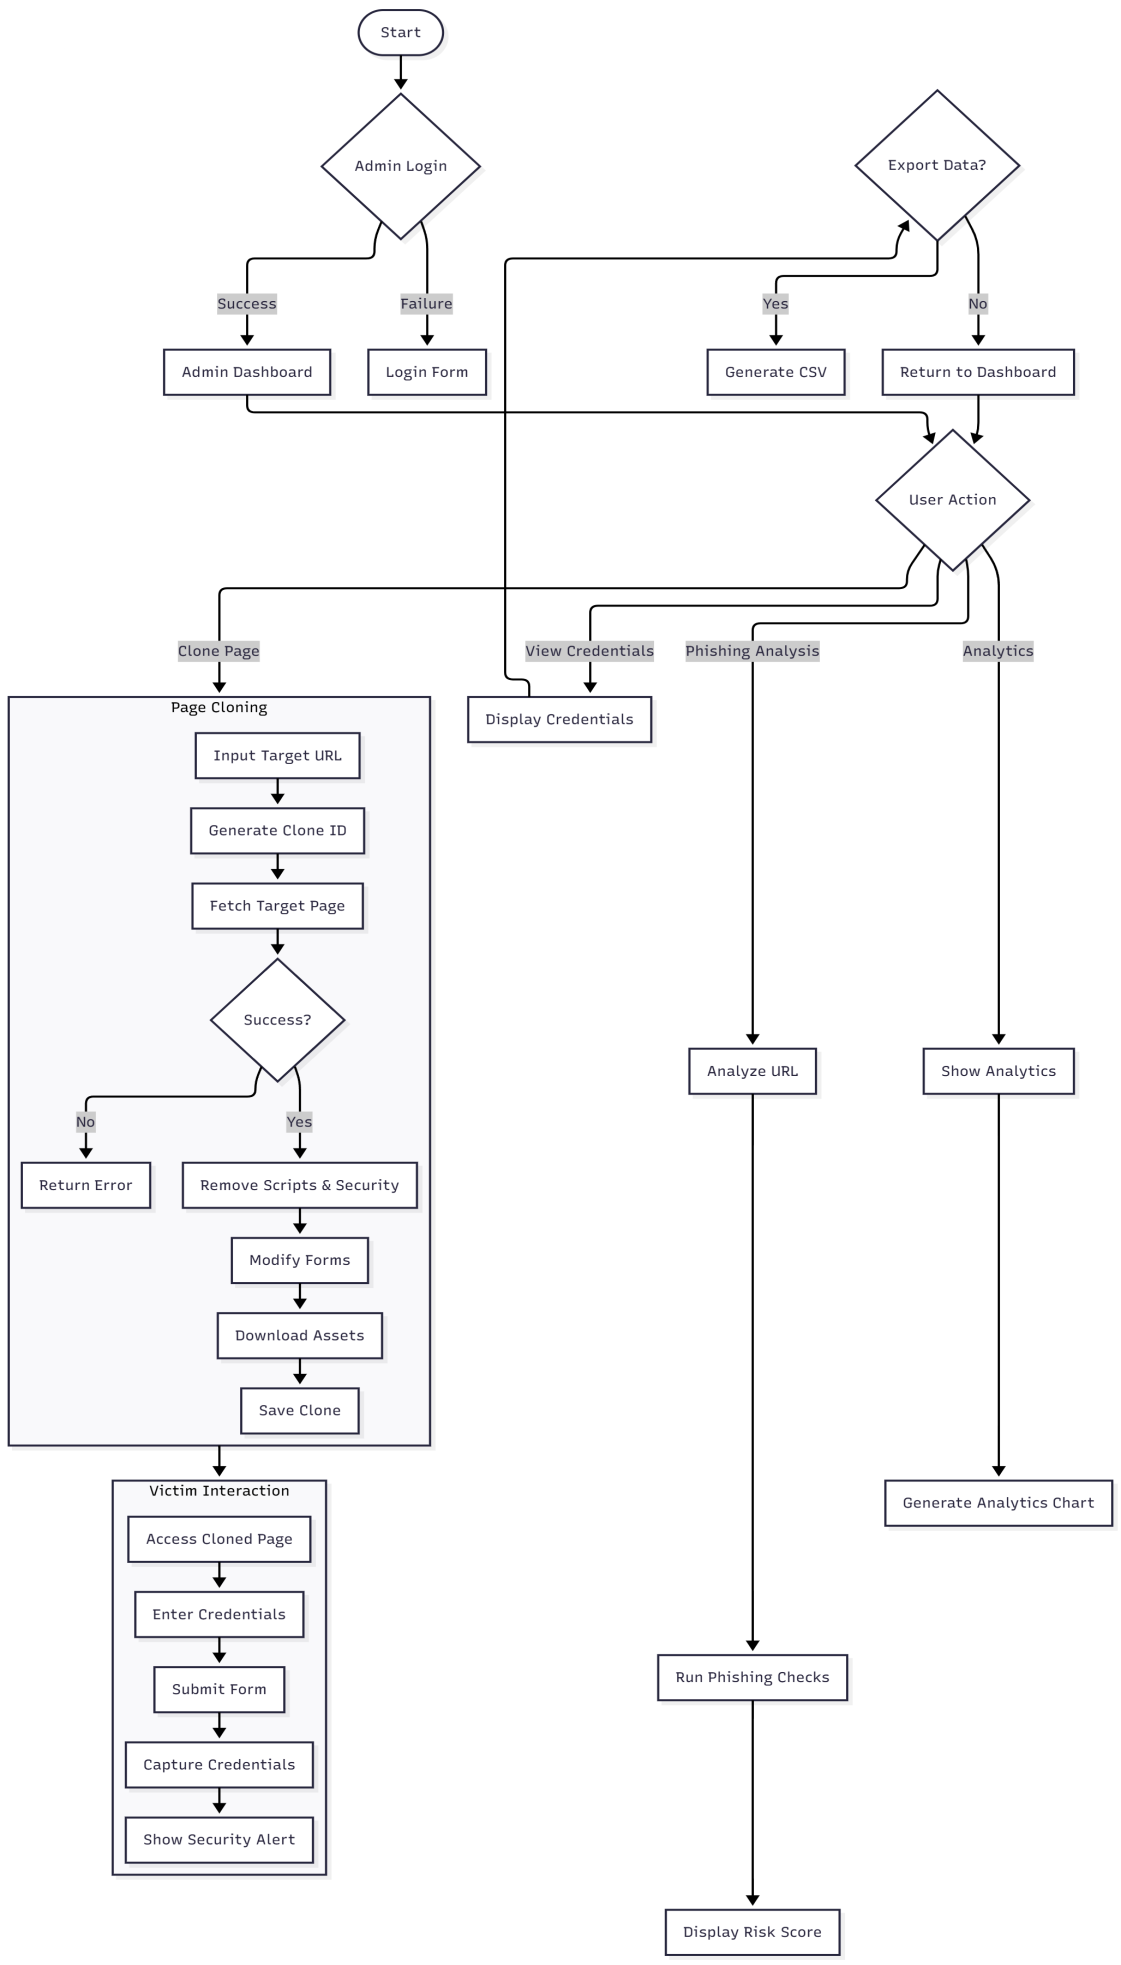 Start
Admin Login
Export Data?
Success
Failure
Yes
No
Admin Dashboard
Login Form
Generate CSV
Return to Dashboard
User Action
Clone Page
View Credentials
Phishing Analysis
Analytics
Page Cloning
Display Credentials
Input Target URL
Generate Clone ID
Fetch Target Page
Success?
Analyze URL
Show Analytics
No
Yes
Return Error
Remove Scripts & Security
Modify Forms
Download Assets
Save Clone
Victim Interaction
Generate Analytics Chart
Access Cloned Page
Enter Credentials
Run Phishing Checks
Submit Form
Capture Credentials
Show Security Alert
Display Risk Score